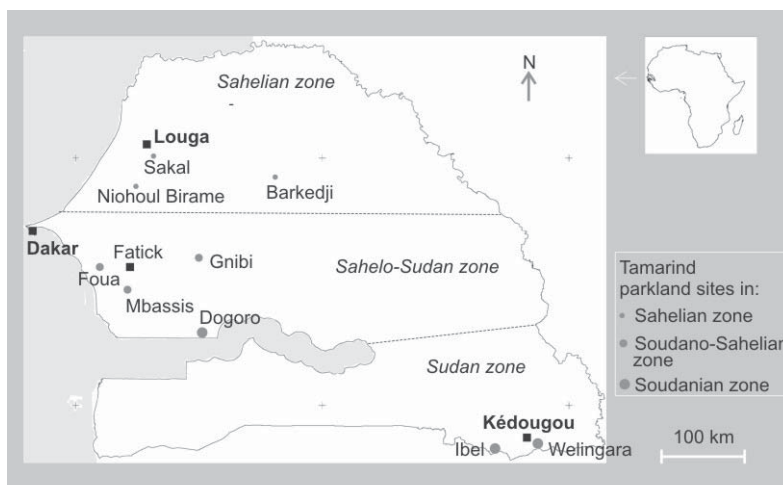 N
Sahelian zone
Louga
Sakal
Niohoul Birame
Barkedji
Dakar
Fatick
Gnibi
Foua
Sahelo-Sudan zone
Mbassis
Dogoro
Sudan zone
Kédougou
Ibel
Welingara
Tamarind
parkland sites in:
Sahelian zone
Soudano-Sahelian
zone
Soudanian zone
100 km